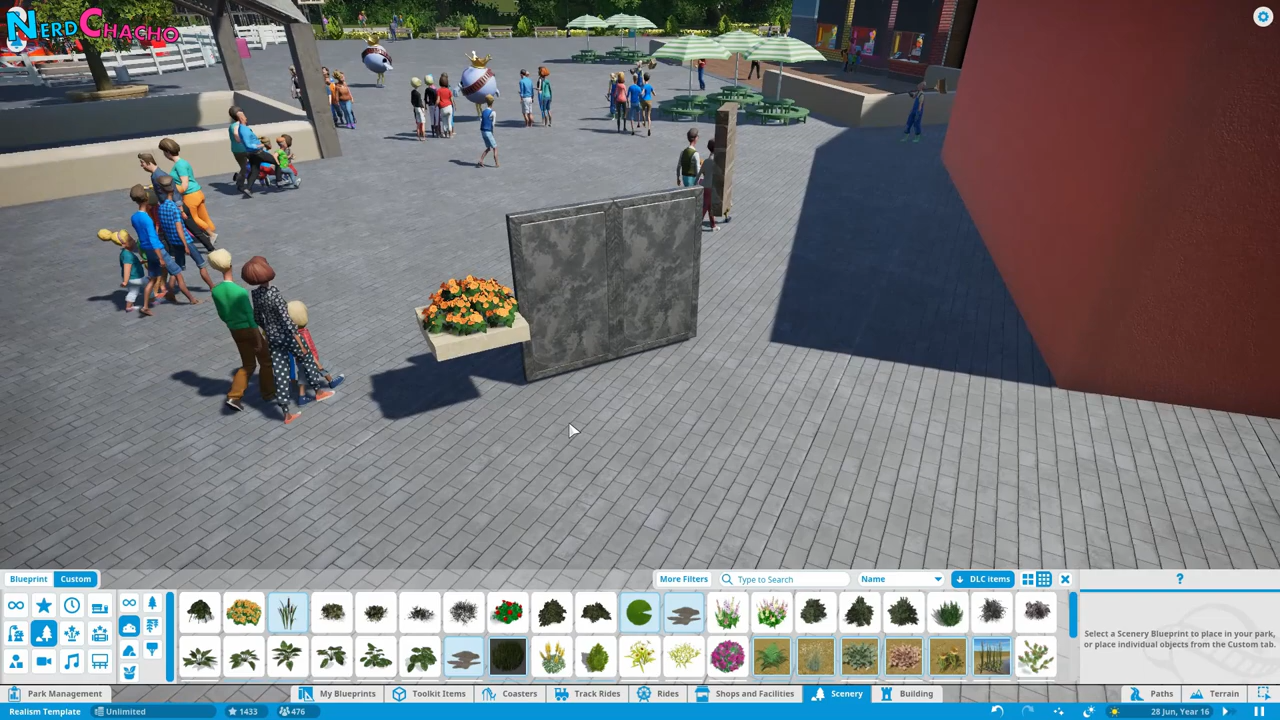 NerdChacho
Blueprint Custom More Filters Type to Search Name DLC items ?
Select a Scenery Blueprint to place in your park,
or place individual objects from the Custom tab.
Park Management My Blueprints Toolkit Items Coasters Track Rides Rides Shops and Facilities Scenery Building Paths Terrain
Realism Template Unlimited 1433 476 28 Jun, Year 16